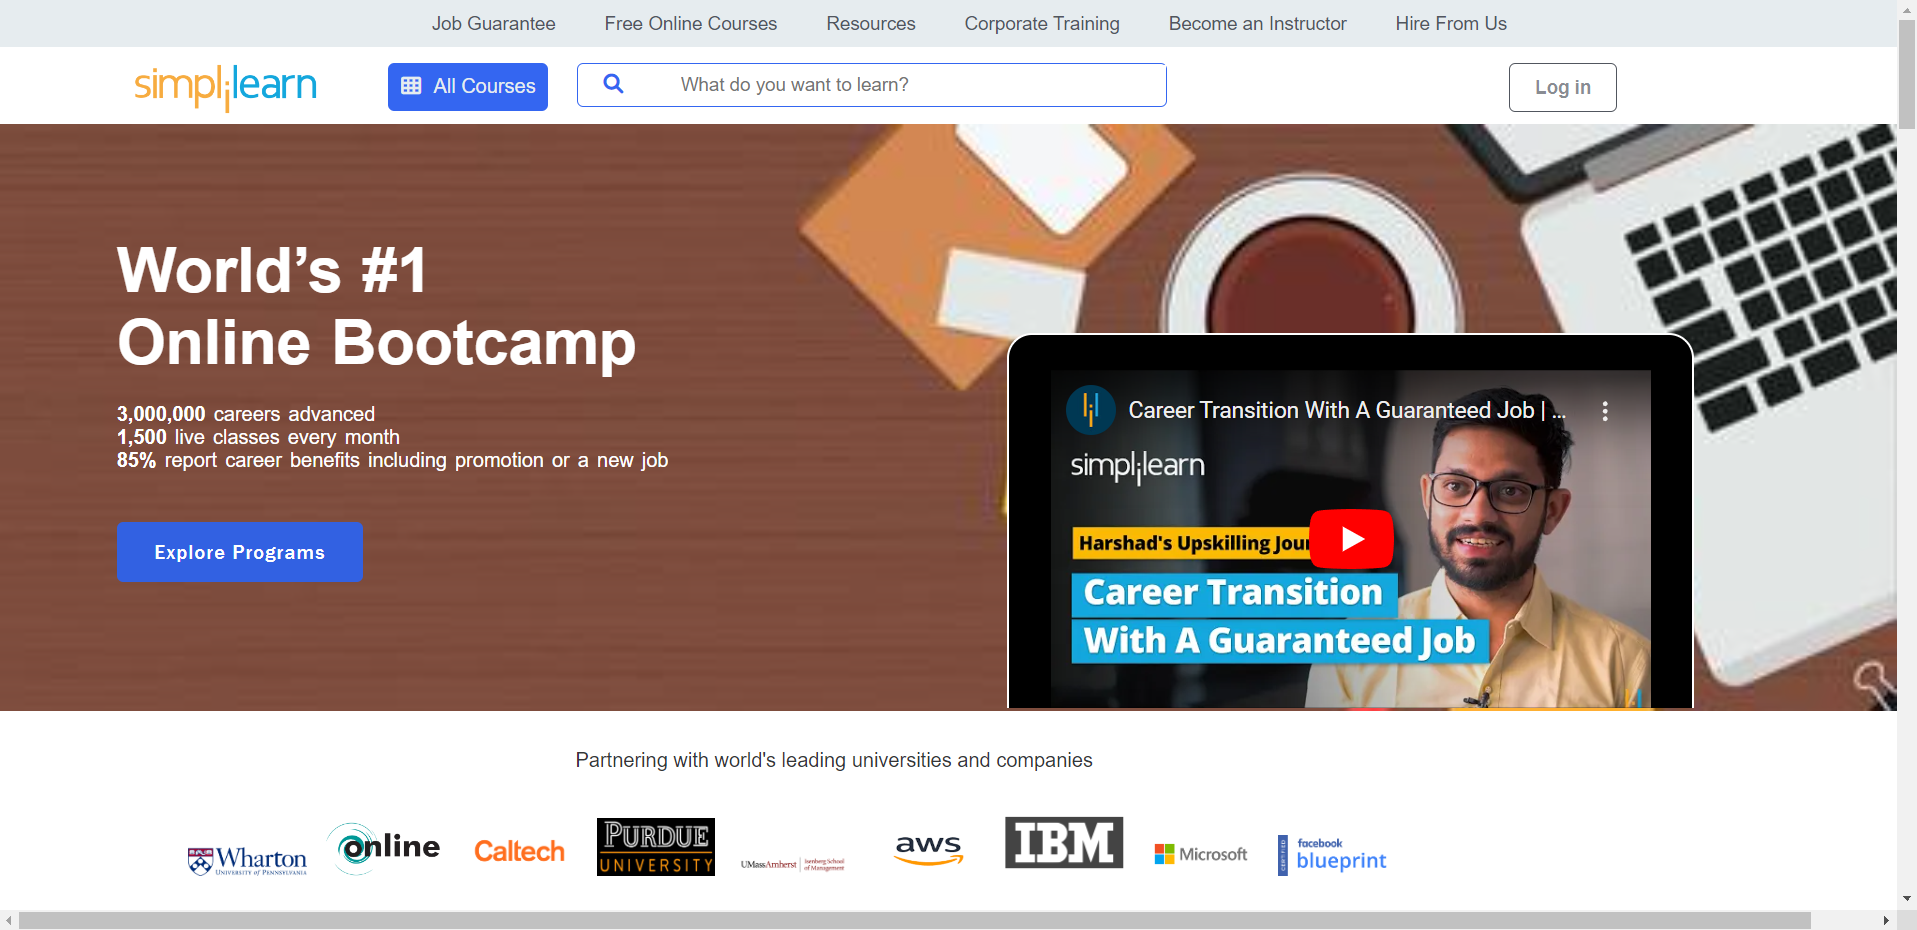 Job Guarantee Free Online Courses Resources Corporate Training Become an Instructor Hire From Us
simplilearn
All Courses
What do you want to learn?
Log in
World’s #1
Online Bootcamp
3,000,000 careers advanced
1,500 live classes every month
85% report career benefits including promotion or a new job
Explore Programs
Career Transition With A Guaranteed Job | ...
simplilearn
Harshad's Upskilling Jour
Career Transition
With A Guaranteed Job
Partnering with world's leading universities and companies
Wharton
UNIVERSITY OF PENNSYLVANIA
online
Caltech
PURDUE
UNIVERSITY
UMassAmherst | Isenberg School
of Management
aws
IBM
Microsoft
CERTIFIED
facebook
blueprint